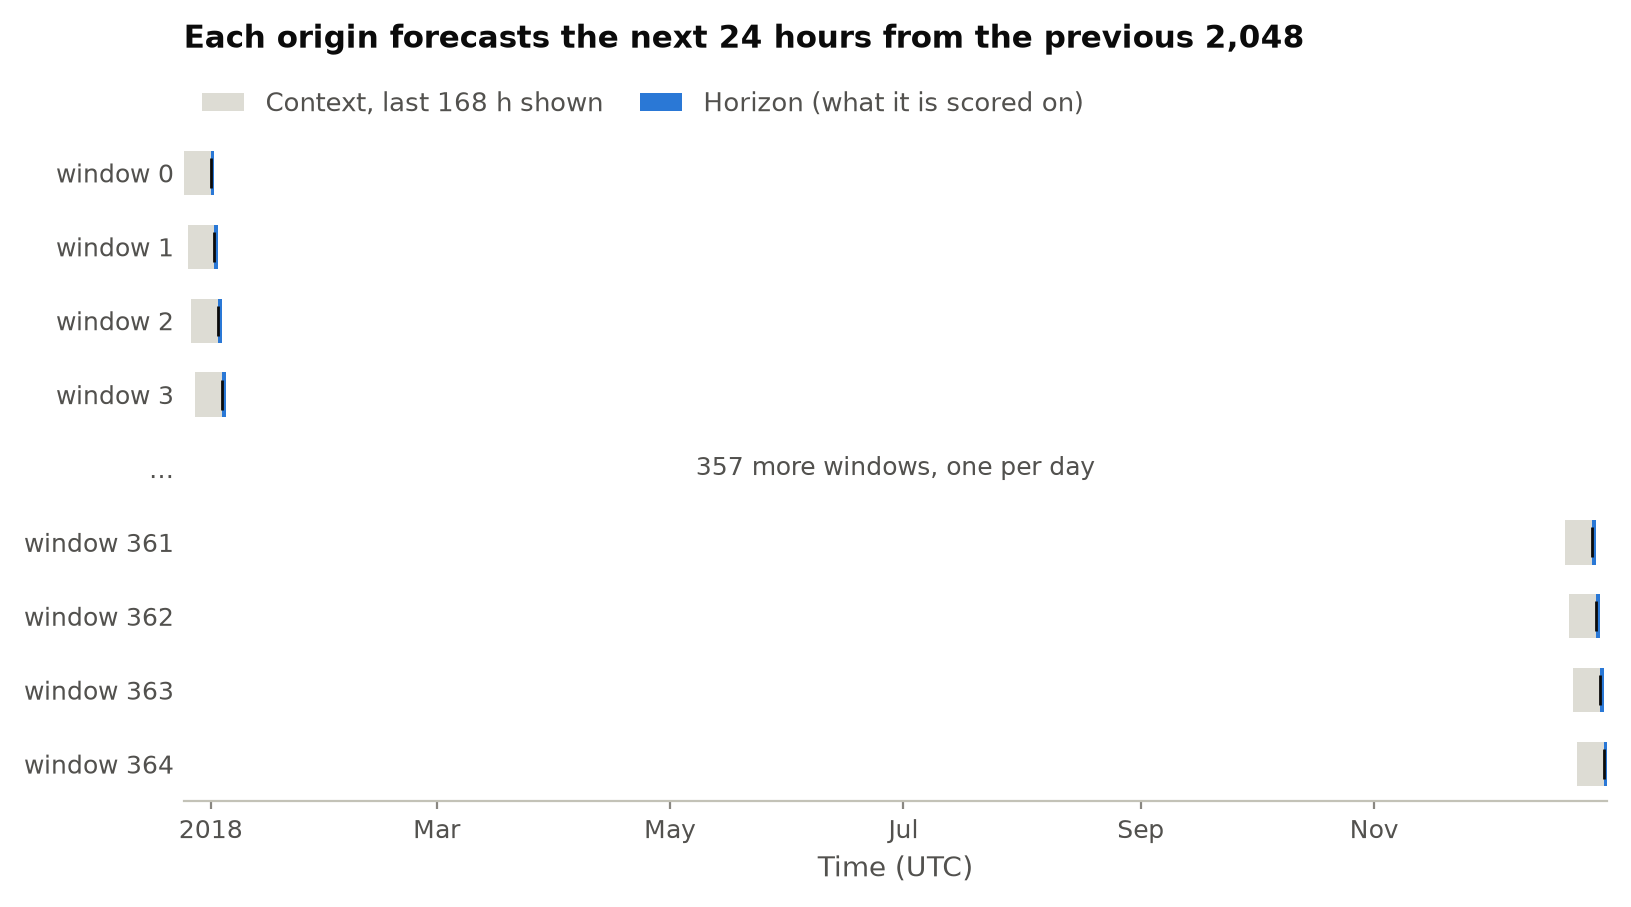 Each origin forecasts the next 24 hours from the previous 2,048
Context, last 168 h shown
Horizon (what it is scored on)
window 0
window 1
window 2
window 3
...
357 more windows, one per day
window 361
window 362
window 363
window 364
2018 Mar May Jul Sep Nov
Time (UTC)